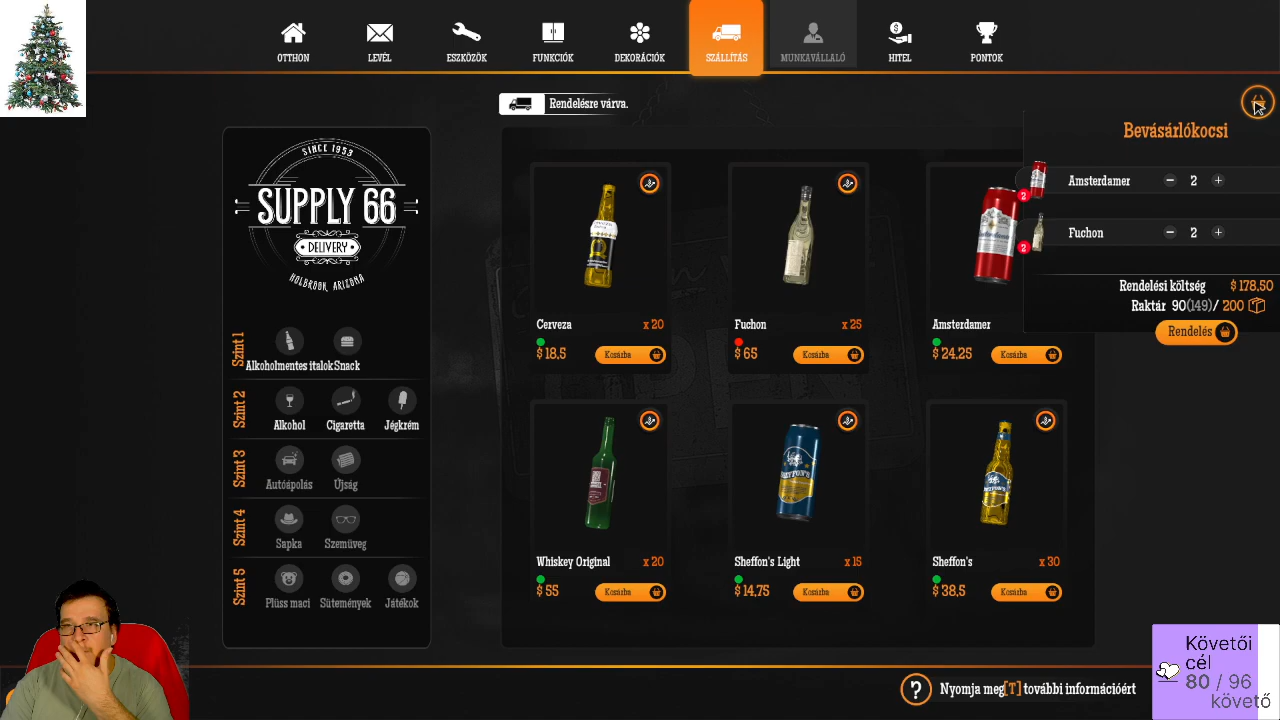 OTTHON
LEVÉL
ESZKÖZÖK
FUNKCIÓK
DEKORÁCIÓK
SZÁLLÍTÁS
MUNKAVÁLLALÓ
HITEL
PONTOK
Rendelésre várva.
SINCE 1953
SUPPLY 66
DELIVERY
HOLBROOK, ARIZONA
Szint 1
Alkoholmentes italok
Snack
Szint 2
Alkohol
Cigaretta
Jégkrém
Szint 3
Autóápolás
Újság
Szint 4
Sapka
Szemüveg
Szint 5
Plüss maci
Sütemények
Játékok
Cerveza x 20
$ 18.5
Kosárba
Fuchon x 25
$ 65
Kosárba
Amsterdamer
$ 24,25
Kosárba
Whiskey Original x 20
$ 55
Kosárba
Sheffon's Light x 15
$ 14,75
Kosárba
Sheffon's x 30
$ 38,5
Kosárba
Bevásárlókocsi
2
Amsterdamer − 2 +
2
Fuchon − 2 +
Rendelési költség $ 178.50
Raktár 90(149)/ 200
Rendelés
? Nyomja meg[T] további információért
Követői
cél
80 / 96
követő